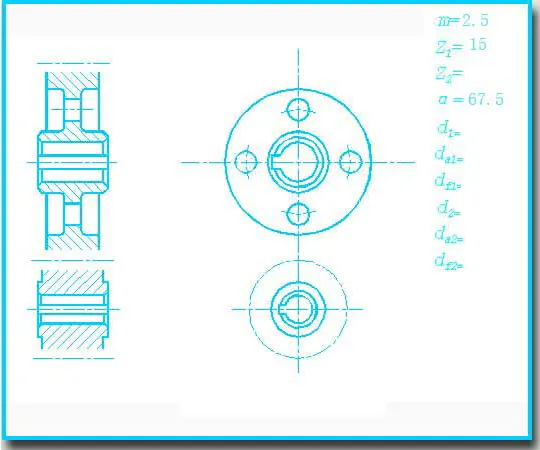 m=2.5
Z1= 15
Z2=
a=67.5
d1=
da1=
df1=
d2=
da2=
df2=